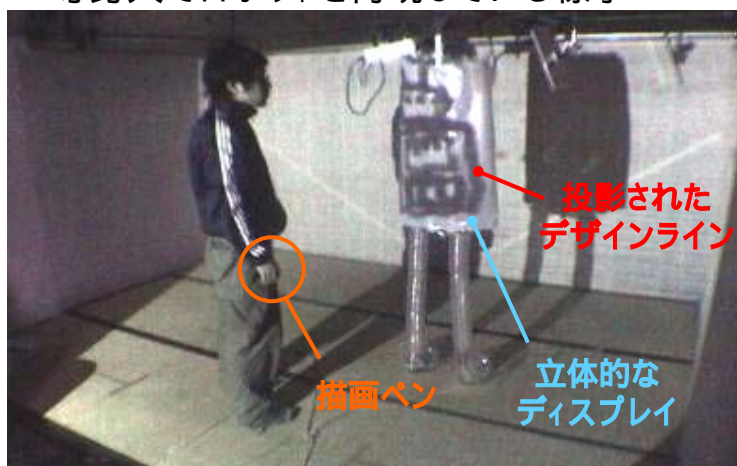 投影された
デザインライン
立体的な
ディスプレイ
描画ペン